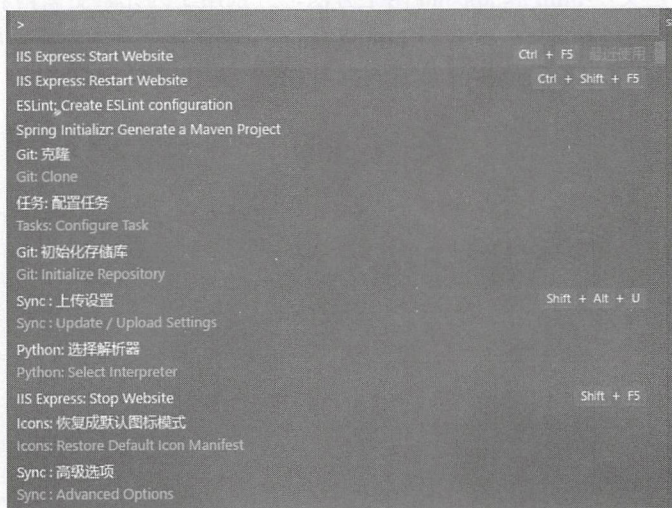 >
IIS Express: Start Website Ctrl + F5 最近使用
IIS Express: Restart Website Ctrl + Shift + F5
ESLint: Create ESLint configuration
Spring Initializr: Generate a Maven Project
Git: 克隆
Git: Clone
任务: 配置任务
Tasks: Configure Task
Git: 初始化存储库
Git: Initialize Repository
Sync : 上传设置 Shift + Alt + U
Sync : Update / Upload Settings
Python: 选择解析器
Python: Select Interpreter
IIS Express: Stop Website Shift + F5
Icons: 恢复成默认图标模式
Icons: Restore Default Icon Manifest
Sync : 高级选项
Sync : Advanced Options